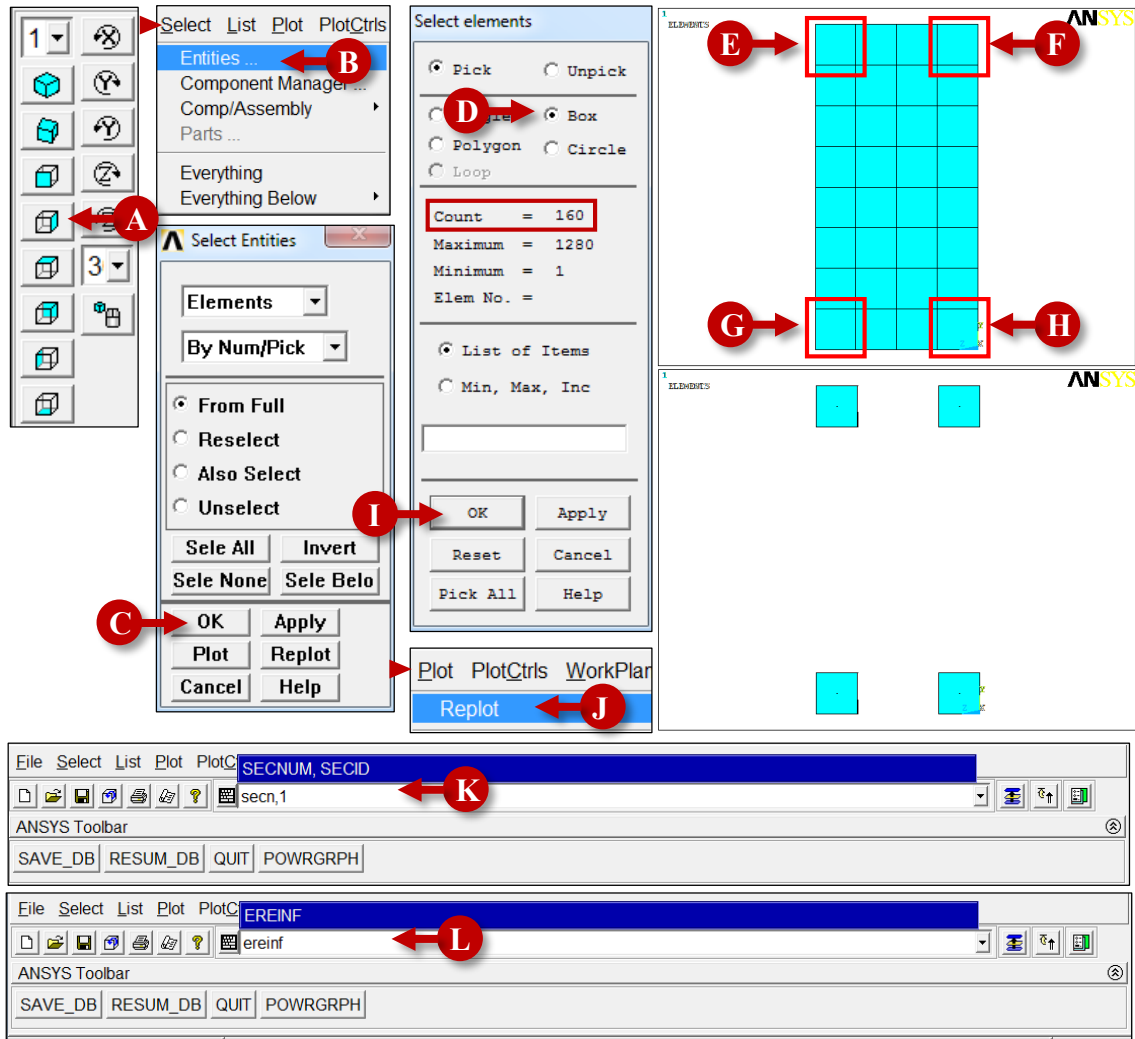 1
3
A
Select List Plot PlotCtrls
Entities ...
B
Component Manager ...
Comp/Assembly
Parts ...
Everything
Everything Below
Select Entities
Elements
By Num/Pick
From Full
Reselect
Also Select
Unselect
Sele All Invert
Sele None Sele Belo
C
OK Apply
Plot Replot
Cancel Help
Select elements
Pick Unpick
D
Box
Polygon Circle
Loop
Count = 160
Maximum = 1280
Minimum = 1
Elem No. =
List of Items
Min, Max, Inc
I
OK Apply
Reset Cancel
Pick All Help
Plot PlotCtrls WorkPlan
Replot
J
1
ELEMENTS
ANSYS
E F
G H
X
1
ELEMENTS
ANSYS
X
File Select List Plot PlotC
SECNUM, SECID
secn,1
K
ANSYS Toolbar
SAVE_DB RESUM_DB QUIT POWRGRPH
File Select List Plot PlotC
EREINF
ereinf
L
ANSYS Toolbar
SAVE_DB RESUM_DB QUIT POWRGRPH